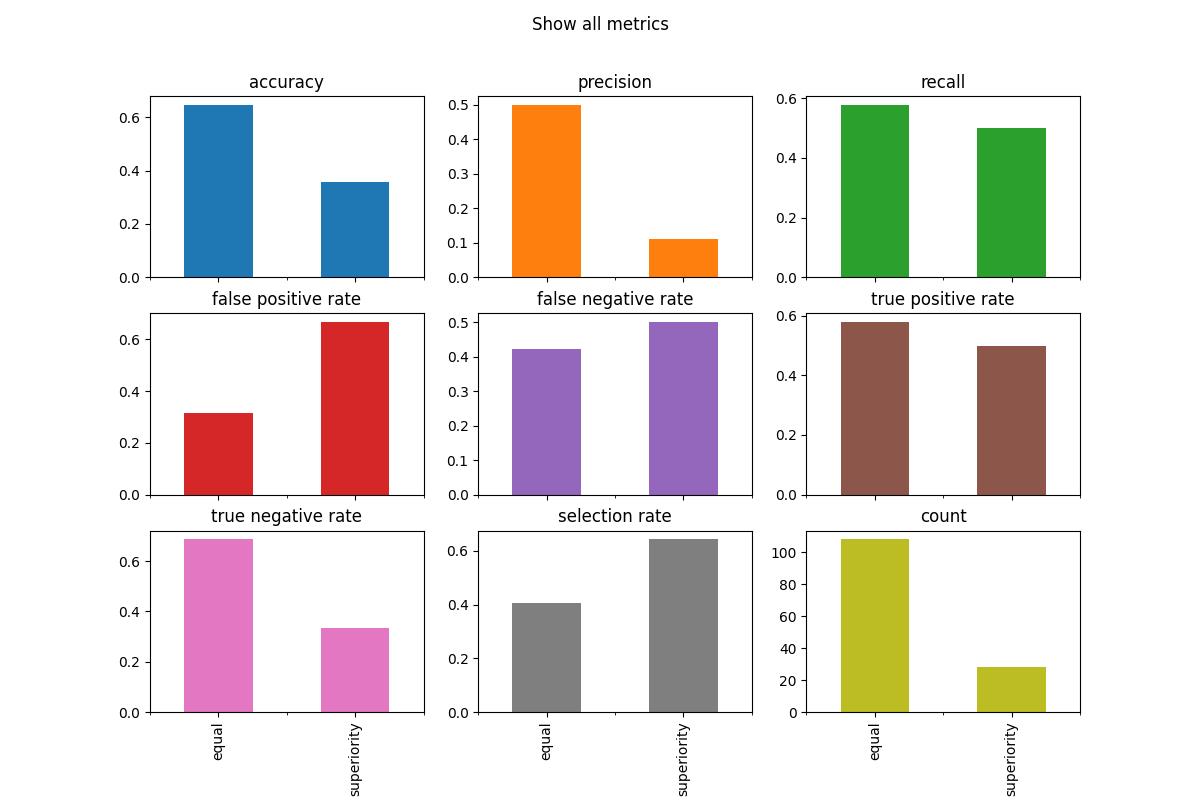 Show all metrics
accuracy
0.6
0.4
0.2
0.0
precision
0.5
0.4
0.3
0.2
0.1
0.0
recall
0.6
0.4
0.2
0.0
false positive rate
0.6
0.4
0.2
0.0
false negative rate
0.5
0.4
0.3
0.2
0.1
0.0
true positive rate
0.6
0.4
0.2
0.0
true negative rate
0.6
0.4
0.2
0.0
equal
superiority
selection rate
0.6
0.4
0.2
0.0
equal
superiority
count
100
80
60
40
20
0
equal
superiority